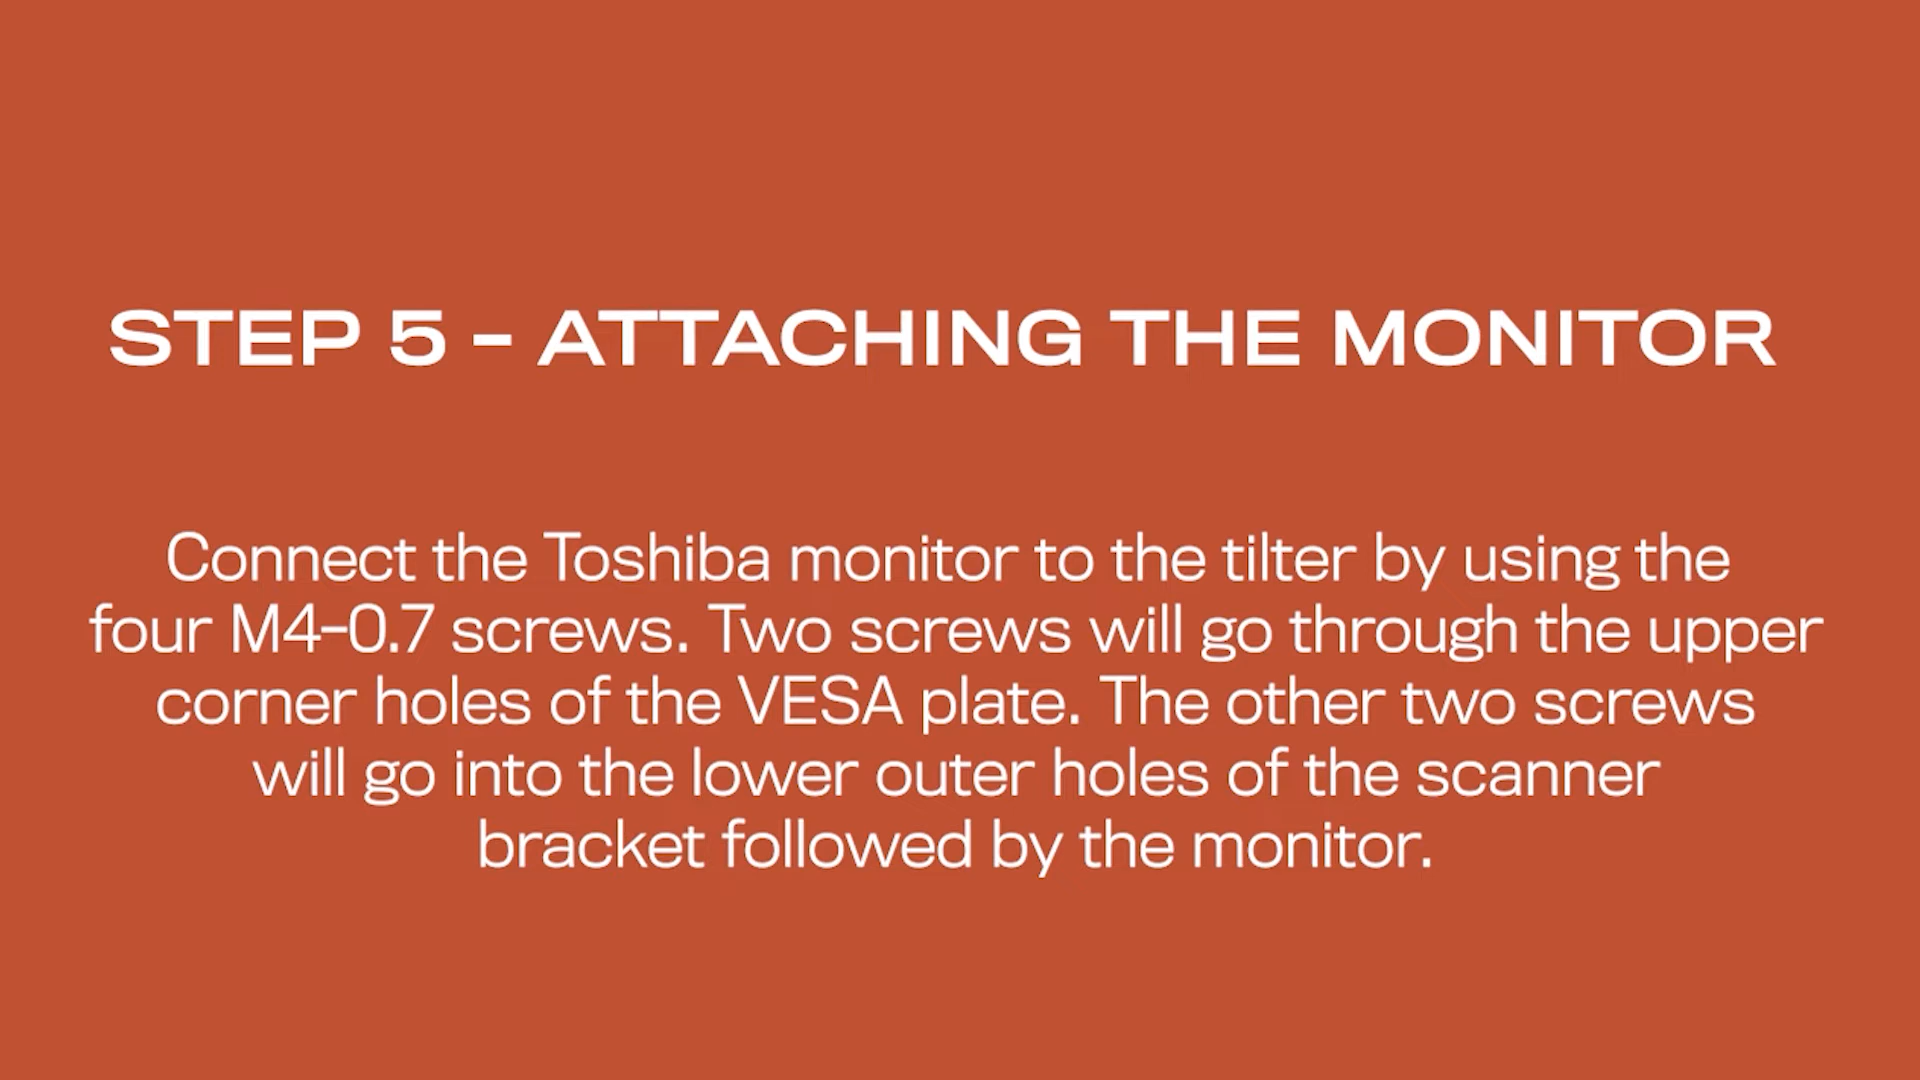 STEP 5 - ATTACHING THE MONITOR
Connect the Toshiba monitor to the tilter by using the
four M4-0.7 screws. Two screws will go through the upper
corner holes of the VESA plate. The other two screws
will go into the lower outer holes of the scanner
bracket followed by the monitor.